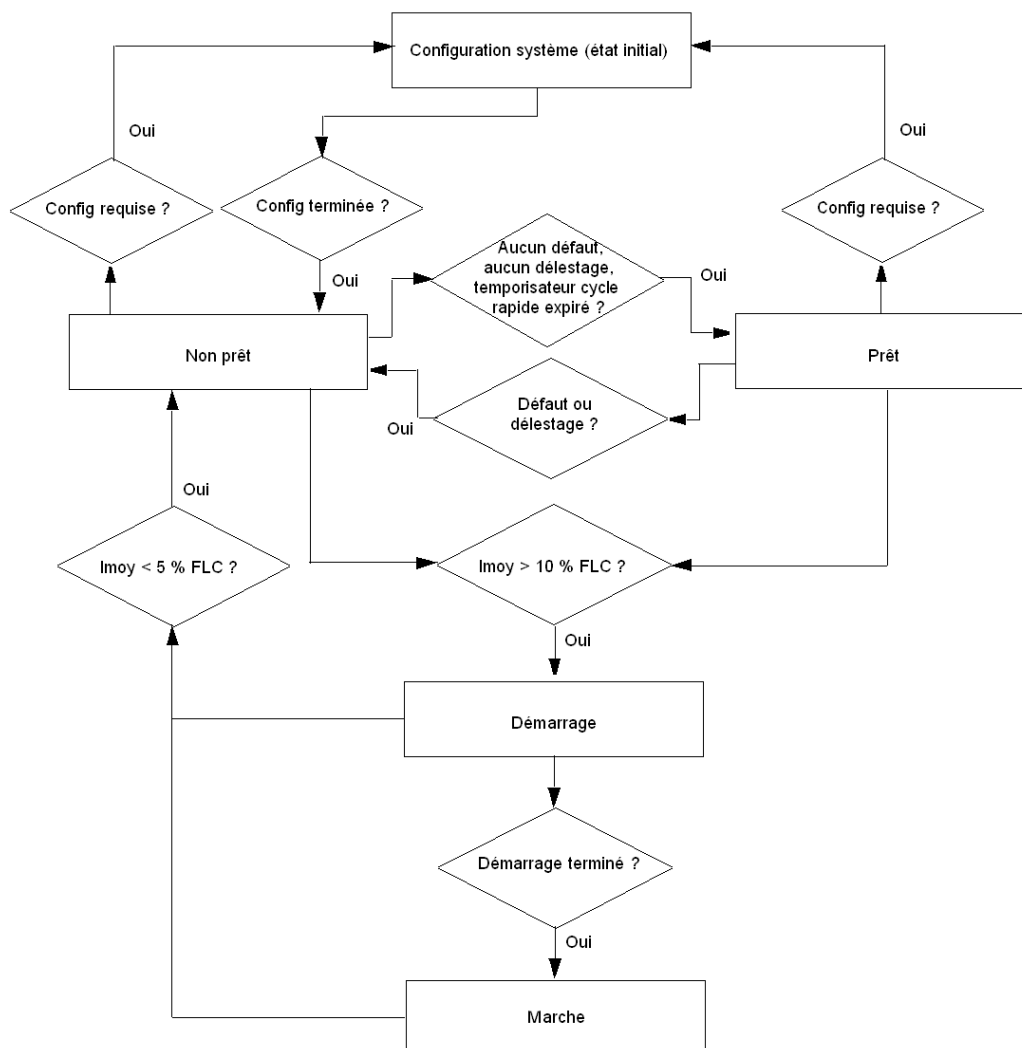 Configuration système (état initial)
Oui
Oui
Config requise ?
Config terminée ?
Config requise ?
Oui
Aucun défaut,
aucun délestage,
temporisateur cycle
rapide expiré ?
Oui
Non prêt
Prêt
Défaut ou
délestage ?
Oui
Oui
Imoy < 5 % FLC ?
Imoy > 10 % FLC ?
Oui
Démarrage
Démarrage terminé ?
Oui
Marche